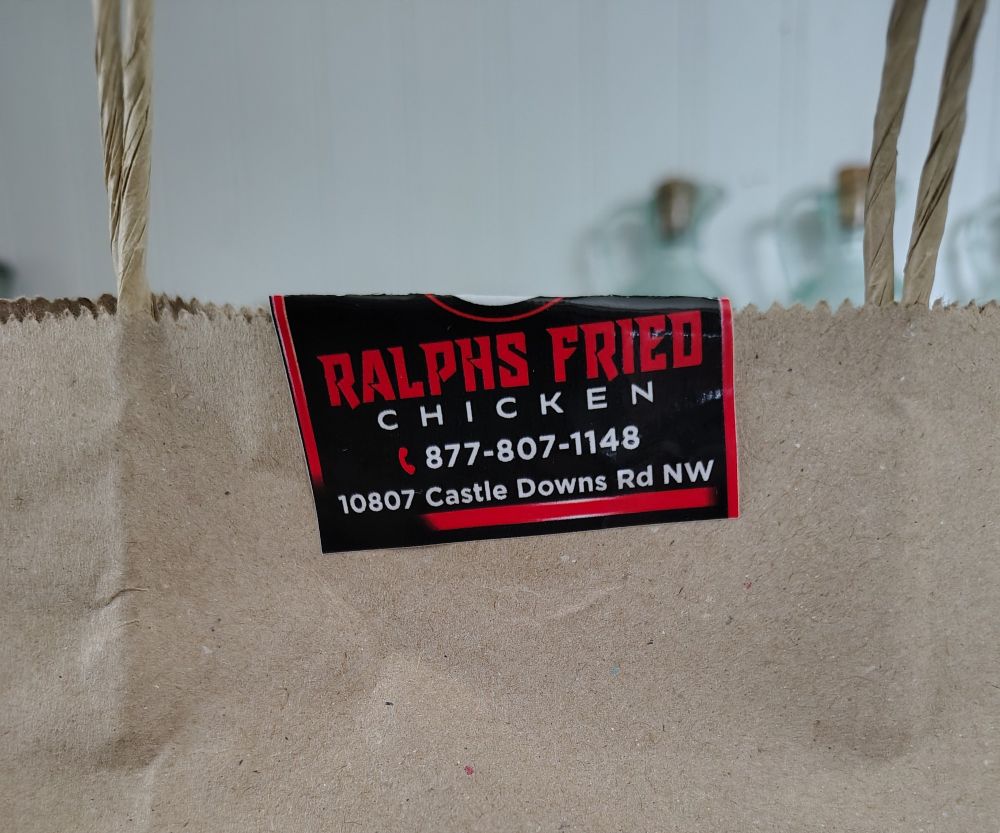 RALPHS FRIED
CHICKEN
877-807-1148
10807 Castle Downs Rd NW